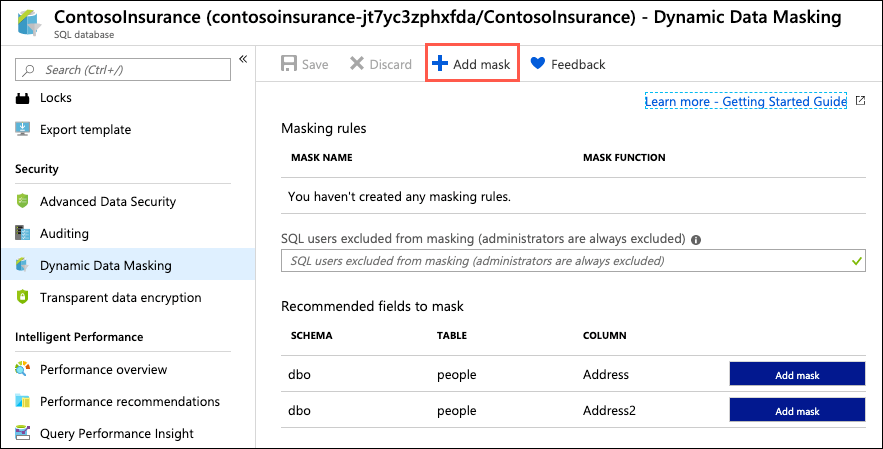 ContosoInsurance (contosoinsurance-jt7yc3zphxfda/ContosoInsurance) - Dynamic Data Masking
SQL database
Search (Ctrl+/)
«
Locks
Export template
Security
Advanced Data Security
Auditing
Dynamic Data Masking
Transparent data encryption
Intelligent Performance
Performance overview
Performance recommendations
Query Performance Insight
Save Discard Add mask Feedback
Learn more - Getting Started Guide
Masking rules
MASK NAME MASK FUNCTION
You haven't created any masking rules.
SQL users excluded from masking (administrators are always excluded)
SQL users excluded from masking (administrators are always excluded)
Recommended fields to mask
SCHEMA TABLE COLUMN
dbo people Address Add mask
dbo people Address2 Add mask